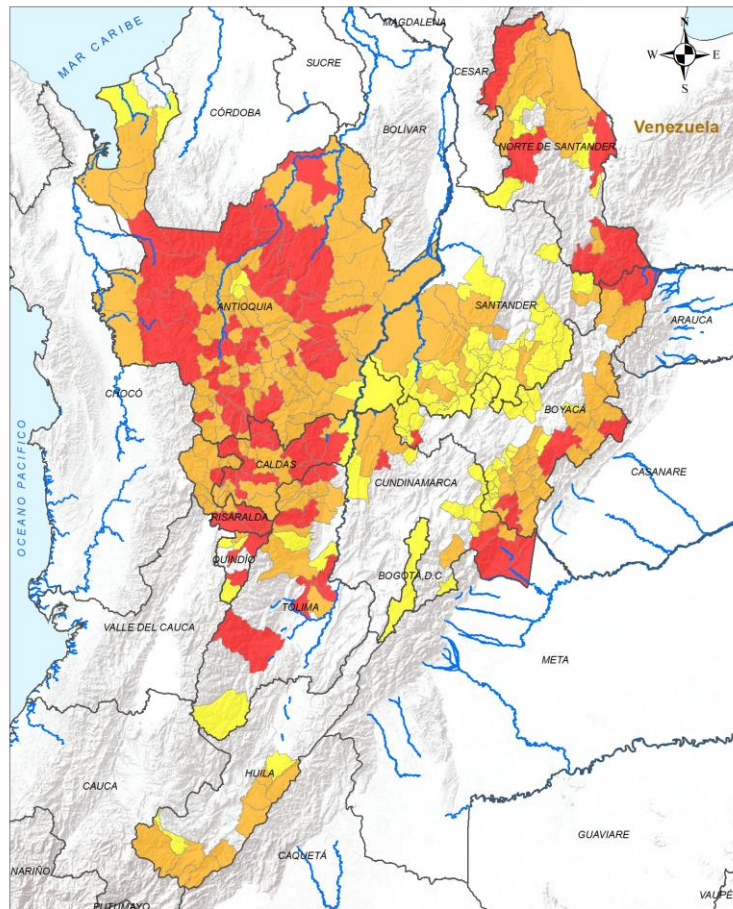 MAGDALENA
N
W E
S
MAR CARIBE
SUCRE
CESAR
CÓRDOBA
BOLÍVAR
Venezuela
NORTE DE SANTANDER
ANTIOQUIA
SANTANDER
ARAUCA
CHOCÓ
BOYACÁ
OCEANO PACIFICO
CALDAS
CUNDINAMARCA
CASANARE
RISARALDA
QUINDÍO
BOGOTÁ, D.C
TOLIMA
VALLE DEL CAUCA
META
HUILA
CAUCA
GUAVIARE
NARIÑO
CAQUETÁ
PUTUMAYO
VAUPÉ